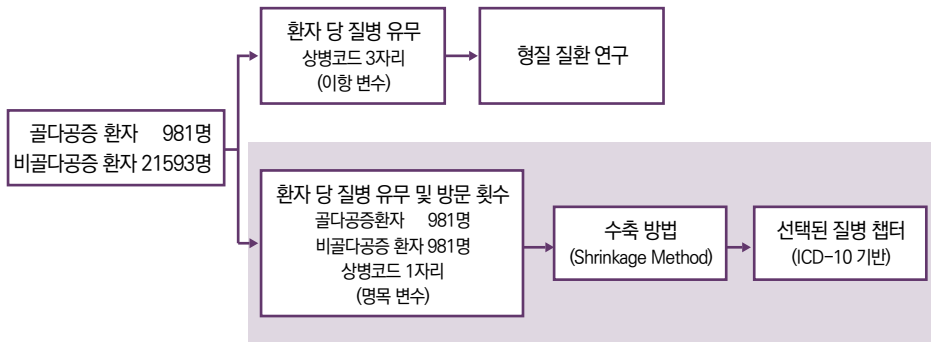 환자 당 질병 유무
상병코드 3자리
(이항 변수)
형질 질환 연구
골다공증 환자 981명
비골다공증 환자 21593명
환자 당 질병 유무 및 방문 횟수
골다공증환자 981명
비골다공증 환자 981명
상병코드 1자리
(명목 변수)
수축 방법
(Shrinkage Method)
선택된 질병 챕터
(ICD-10 기반)